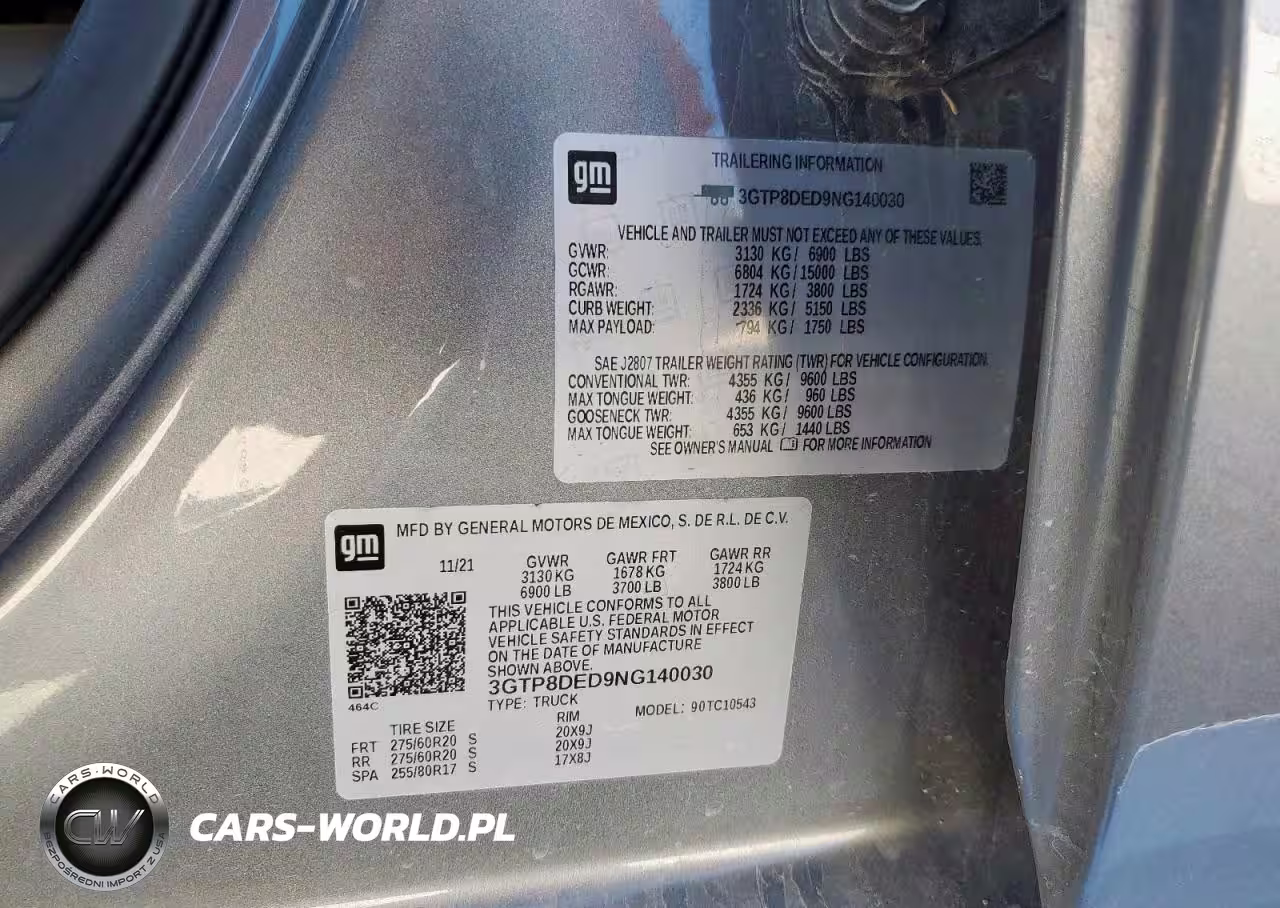 gm
TRAILERING INFORMATION
3GTP8DED9NG140030
VEHICLE AND TRAILER MUST NOT EXCEED ANY OF THESE VALUES.
GVWR: 3130 KG / 6900 LBS
GCWR: 6804 KG / 15000 LBS
RGAWR: 1724 KG / 3800 LBS
CURB WEIGHT: 2336 KG / 5150 LBS
MAX PAYLOAD: 794 KG / 1750 LBS
SAE J2807 TRAILER WEIGHT RATING (TWR) FOR VEHICLE CONFIGURATION.
CONVENTIONAL TWR: 4355 KG / 9600 LBS
MAX TONGUE WEIGHT: 436 KG / 960 LBS
GOOSENECK TWR: 4355 KG / 9600 LBS
MAX TONGUE WEIGHT: 653 KG / 1440 LBS
SEE OWNER'S MANUAL FOR MORE INFORMATION
gm
MFD BY GENERAL MOTORS DE MEXICO, S. DE R.L. DE C.V.
11/21 GVWR GAWR FRT GAWR RR
3130 KG 1678 KG 1724 KG
6900 LB 3700 LB 3800 LB
THIS VEHICLE CONFORMS TO ALL
APPLICABLE U.S. FEDERAL MOTOR
VEHICLE SAFETY STANDARDS IN EFFECT
ON THE DATE OF MANUFACTURE
SHOWN ABOVE.
3GTP8DED9NG140030
464C
TYPE: TRUCK MODEL: 90TC10543
TIRE SIZE RIM
FRT 275/60R20 S 20X9J
RR 275/60R20 S 20X9J
SPA 255/80R17 S 17X8J
CARS-WORLD
CW
BEZPOŚREDNI IMPORT Z USA
CARS-WORLD.PL